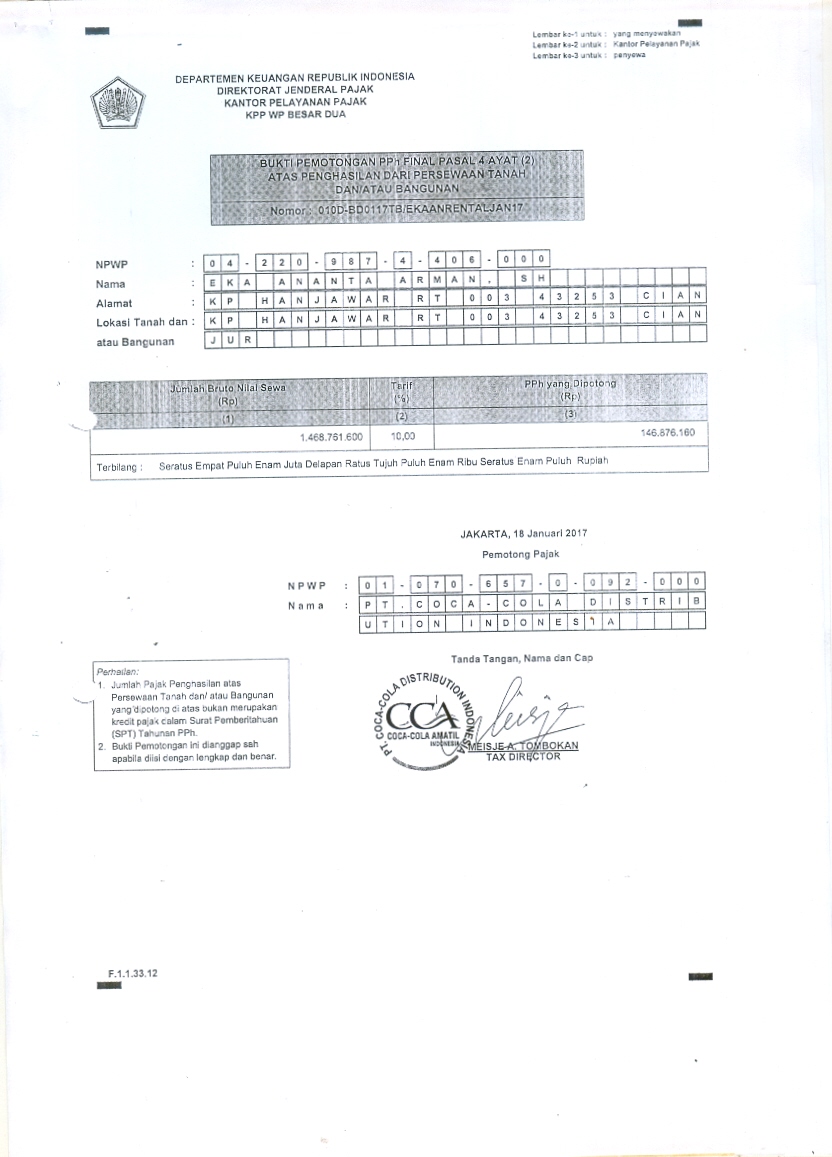 Lembar ke-1 untuk : yang menyewakan
Lembar ke-2 untuk : Kantor Pelayanan Pajak
Lembar ke-3 untuk : penyewa
DEPARTEMEN KEUANGAN REPUBLIK INDONESIA
DIREKTORAT JENDERAL PAJAK
KANTOR PELAYANAN PAJAK
KPP WP BESAR DUA
BUKTI PEMOTONGAN PPh FINAL PASAL 4 AYAT (2)
ATAS PENGHASILAN DARI PERSEWAAN TANAH
DAN/ATAU BANGUNAN
Nomor : 010D-BD0117TB/EKAANRENTALJAN17
NPWP : 04-220-987-4-406-000
Nama : EKA ANANTA ARMAN, SH
Alamat : KP HANJAWAR RT 003 43253 CIAN
Lokasi Tanah dan : KP HANJAWAR RT 003 43253 CIAN
atau Bangunan JUR
Jumlah Bruto Nilai Sewa (Rp) Tarif (%) PPh yang Dipotong (Rp)
(1) (2) (3)
1.468.761.600 10,00 146.876.160
Terbilang : Seratus Empat Puluh Enam Juta Delapan Ratus Tujuh Puluh Enam Ribu Seratus Enam Puluh Rupiah
JAKARTA, 18 Januari 2017
Pemotong Pajak
NPWP : 01-070-657-0-092-000
Nama : PT.COCA-COLA DISTRIB
UTION INDONESIA
Tanda Tangan, Nama dan Cap
PT. COCA-COLA DISTRIBUTION INDONESIA
CCA
COCA-COLA AMATIL
INDONESIA
MEISJE A. TOMBOKAN
TAX DIRECTOR
Perhatian:
1. Jumlah Pajak Penghasilan atas
Persewaan Tanah dan/ atau Bangunan
yang dipotong di atas bukan merupakan
kredit pajak dalam Surat Pemberitahuan
(SPT) Tahunan PPh.
2. Bukti Pemotongan ini dianggap sah
apabila diisi dengan lengkap dan benar.
F.1.1.33.12